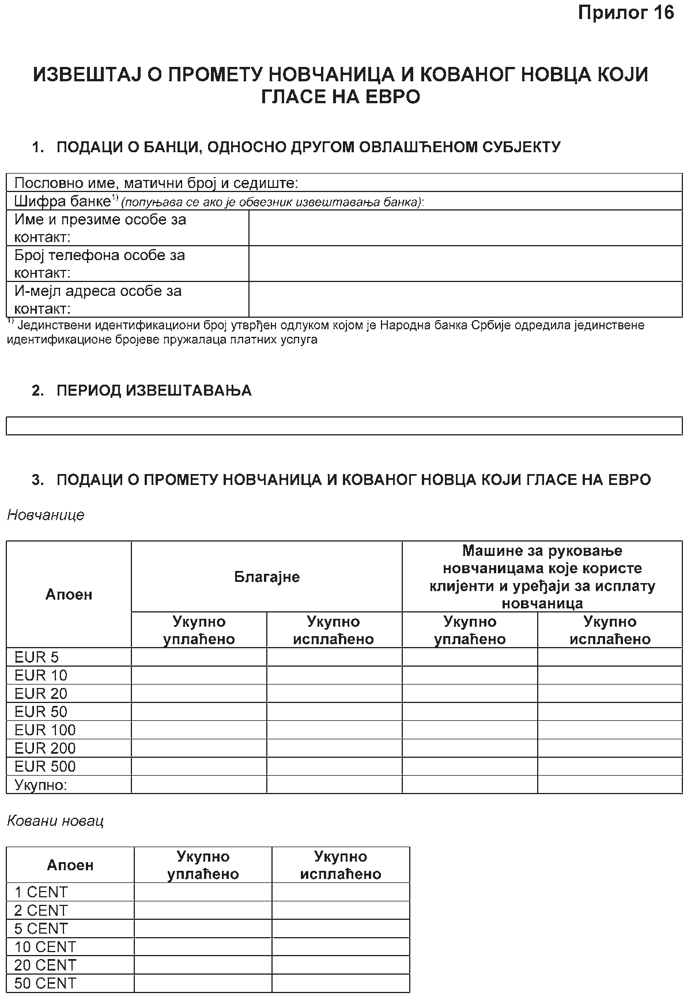 Прилог 16
ИЗВЕШТАЈ О ПРОМЕТУ НОВЧАНИЦА И КОВАНОГ НОВЦА КОЈИ
ГЛАСЕ НА ЕВРО
1. ПОДАЦИ О БАНЦИ, ОДНОСНО ДРУГОМ ОВЛАШЋЕНОМ СУБЈЕКТУ
Пословно име, матични број и седиште:
Шифра банке1) (попуњава се ако је обвезник извештавања банка):
Име и презиме особе за
контакт:
Број телефона особе за
контакт:
И-мејл адреса особе за
контакт:
1) Јединствени идентификациони број утврђен одлуком којом је Народна банка Србије одредила јединствене
идентификационе бројеве пружалаца платних услуга
2. ПЕРИОД ИЗВЕШТАВАЊА
3. ПОДАЦИ О ПРОМЕТУ НОВЧАНИЦА И КОВАНОГ НОВЦА КОЈИ ГЛАСЕ НА ЕВРО
Новчанице
Апоен
Благајне
Машине за руковање
новчаницама које користе
клијенти и уређаји за исплату
новчаница
Укупно
уплаћено
Укупно
исплаћено
Укупно
уплаћено
Укупно
исплаћено
EUR 5
EUR 10
EUR 20
EUR 50
EUR 100
EUR 200
EUR 500
Укупно:
Ковани новац
Апоен
Укупно
уплаћено
Укупно
исплаћено
1 CENT
2 CENT
5 CENT
10 CENT
20 CENT
50 CENT